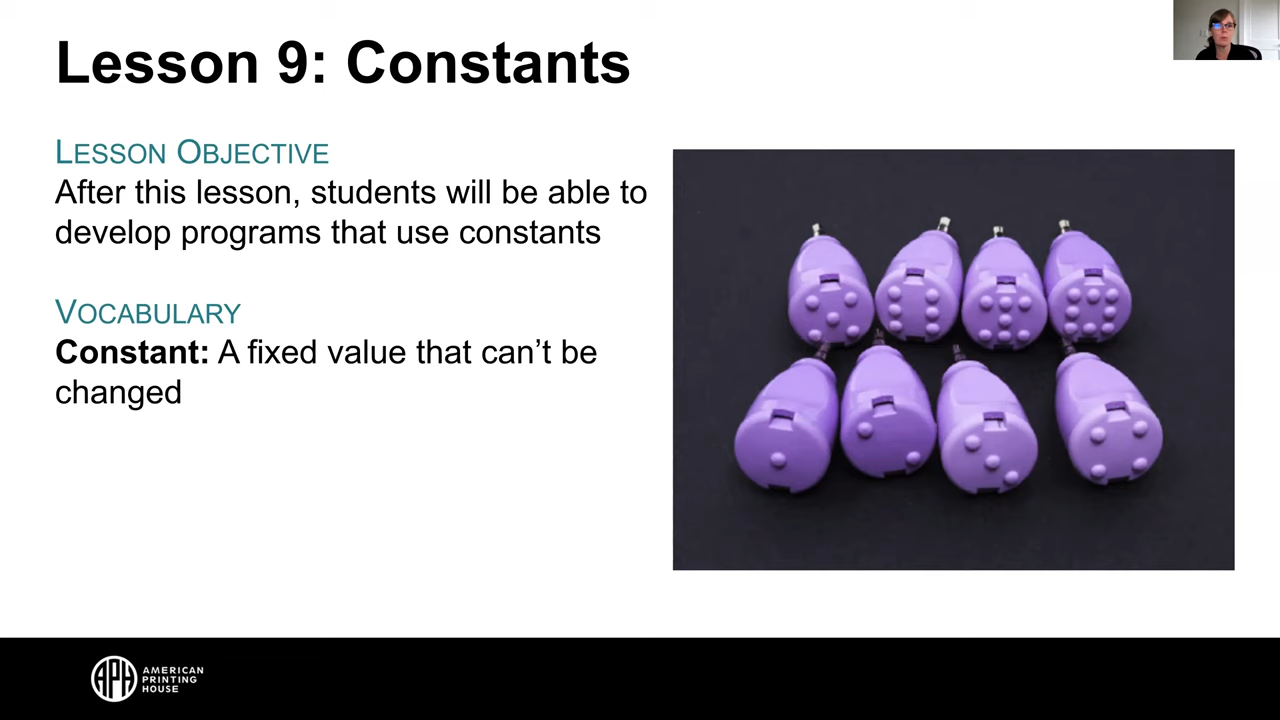 Lesson 9: Constants
LESSON OBJECTIVE
After this lesson, students will be able to
develop programs that use constants
VOCABULARY
Constant: A fixed value that can’t be
changed
APH
AMERICAN
PRINTING
HOUSE